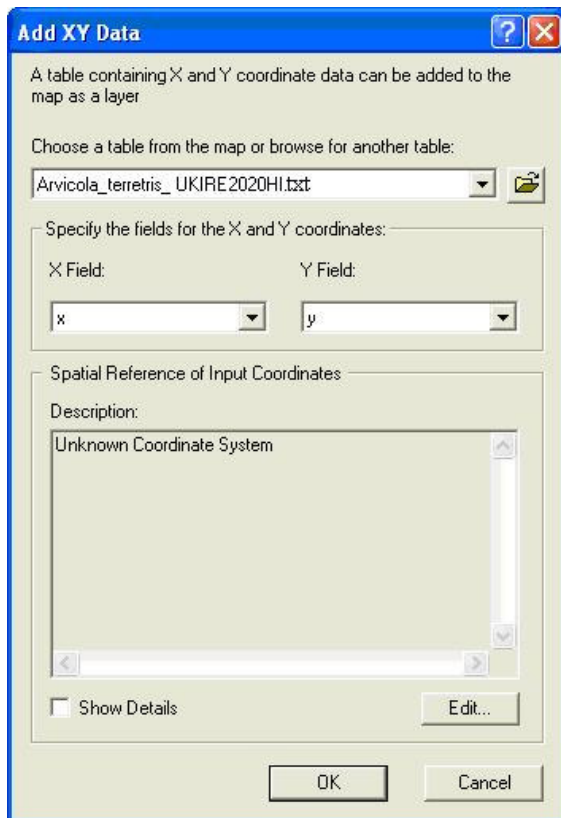 Add XY Data
A table containing X and Y coordinate data can be added to the
map as a layer
Choose a table from the map or browse for another table:
Arvicola_terretris_ UKIRE2020HI.txt
Specify the fields for the X and Y coordinates:
X Field: Y Field:
x y
Spatial Reference of Input Coordinates
Description:
Unknown Coordinate System
Show Details Edit...
OK Cancel